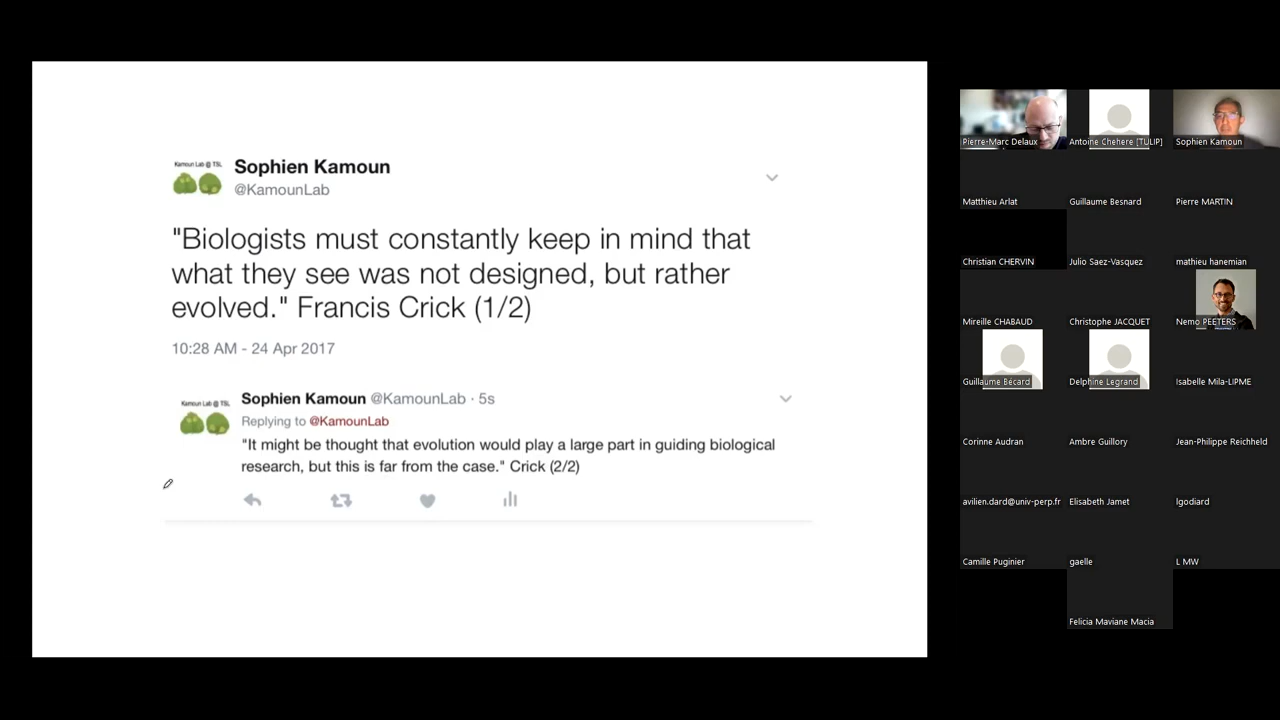 Kamoun Lab @ TSL
Sophien Kamoun
@KamounLab
"Biologists must constantly keep in mind that
what they see was not designed, but rather
evolved." Francis Crick (1/2)
10:28 AM - 24 Apr 2017
Kamoun Lab @ TSL
Sophien Kamoun @KamounLab · 5s
Replying to @KamounLab
"It might be thought that evolution would play a large part in guiding biological
research, but this is far from the case." Crick (2/2)
Pierre-Marc Delaux
Antoine Chehere [TULIP]
Sophien Kamoun
Matthieu Arlat
Guillaume Besnard
Pierre MARTIN
Christian CHERVIN
Julio Saez-Vasquez
mathieu hanemian
Mireille CHABAUD
Christophe JACQUET
Nemo PEETERS
Guillaume Bécard
Delphine Legrand
Isabelle Mila-LIPME
Corinne Audran
Ambre Guillory
Jean-Philippe Reichheld
avilien.dard@univ-perp.fr
Elisabeth Jamet
lgodiard
Camille Puginier
gaelle
L MW
Felicia Maviane Macia